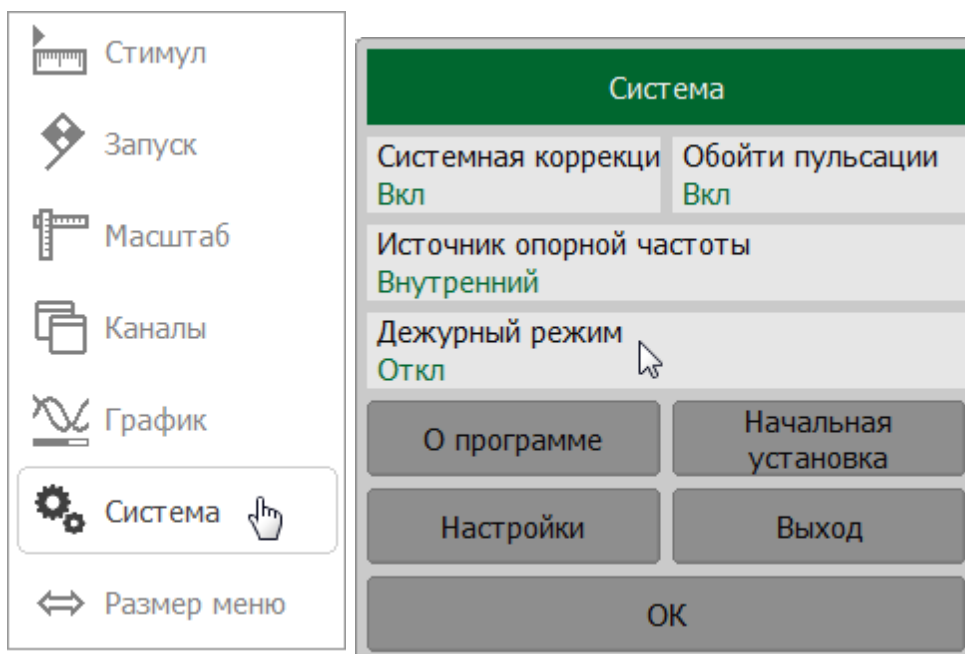 Стимул
Запуск
Масштаб
Каналы
График
Система
Размер меню
Система
Системная коррекци
Вкл
Обойти пульсации
Вкл
Источник опорной частоты
Внутренний
Дежурный режим
Откл
О программе
Начальная
установка
Настройки
Выход
ОК